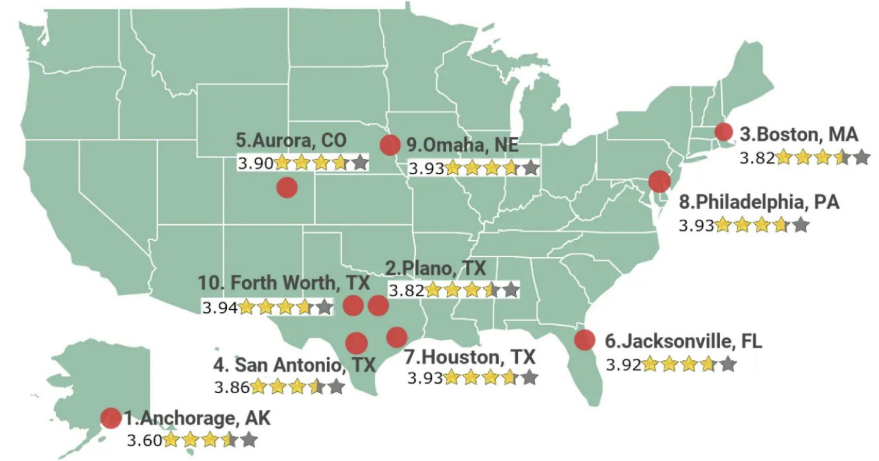 3.Boston, MA
3.82
5.Aurora, CO
3.90
9.Omaha, NE
3.93
8.Philadelphia, PA
3.93
2.Plano, TX
3.82
10. Forth Worth, TX
3.94
6.Jacksonville, FL
3.92
7.Houston, TX
3.93
4. San Antonio, TX
3.86
1.Anchorage, AK
3.60